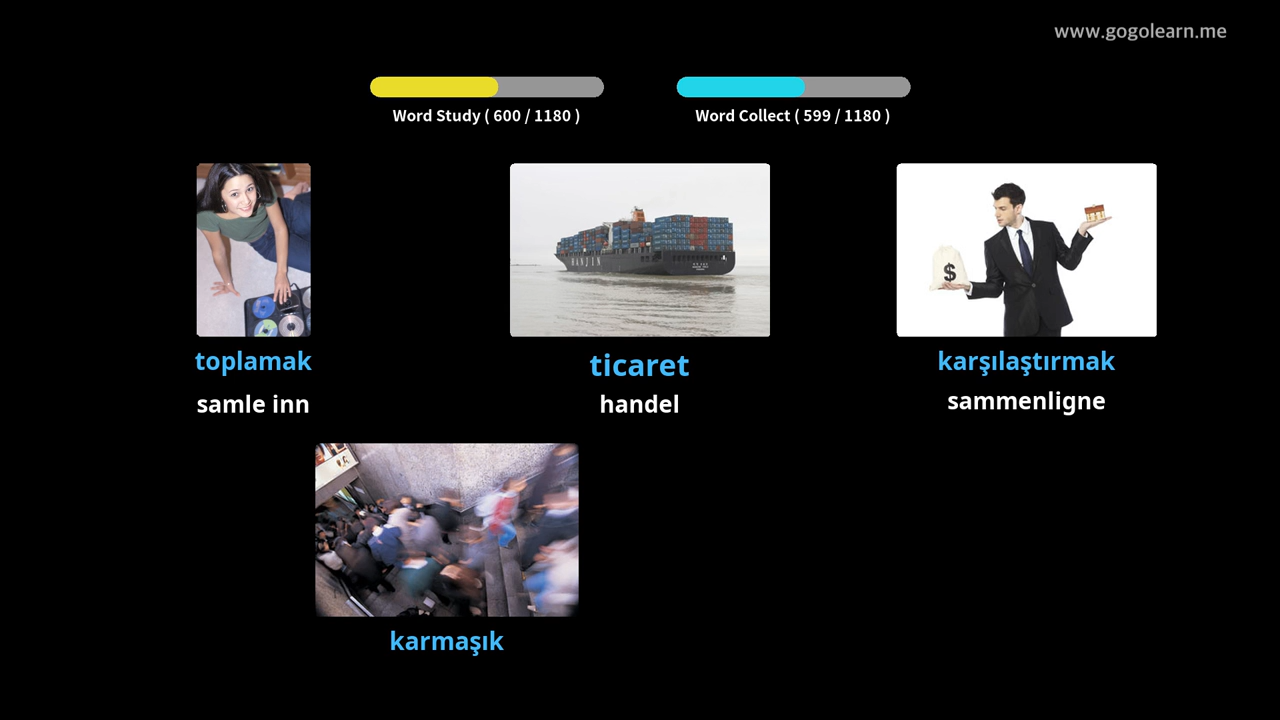 www.gogolearn.me
Word Study ( 600 / 1180 )
Word Collect ( 599 / 1180 )
HANJIN
$
toplamak
ticaret
karşılaştırmak
samle inn
handel
sammenligne
karmaşık